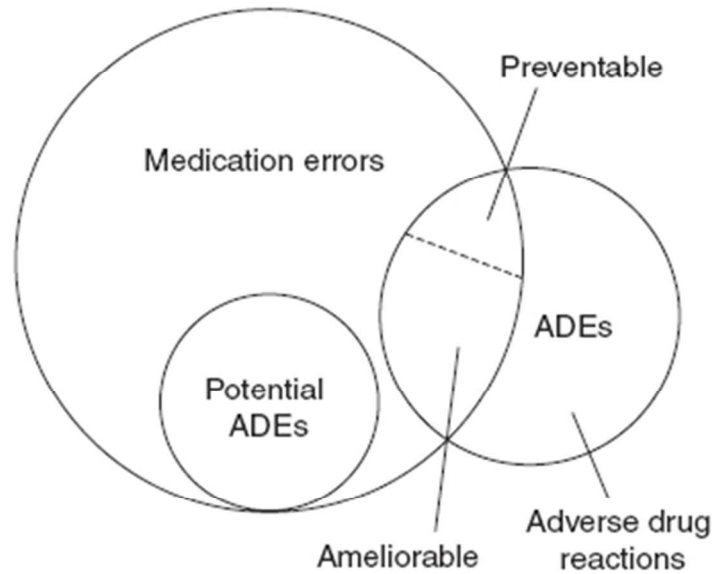 Preventable
Medication errors
ADEs
Potential
ADEs
Adverse drug
reactions
Ameliorable